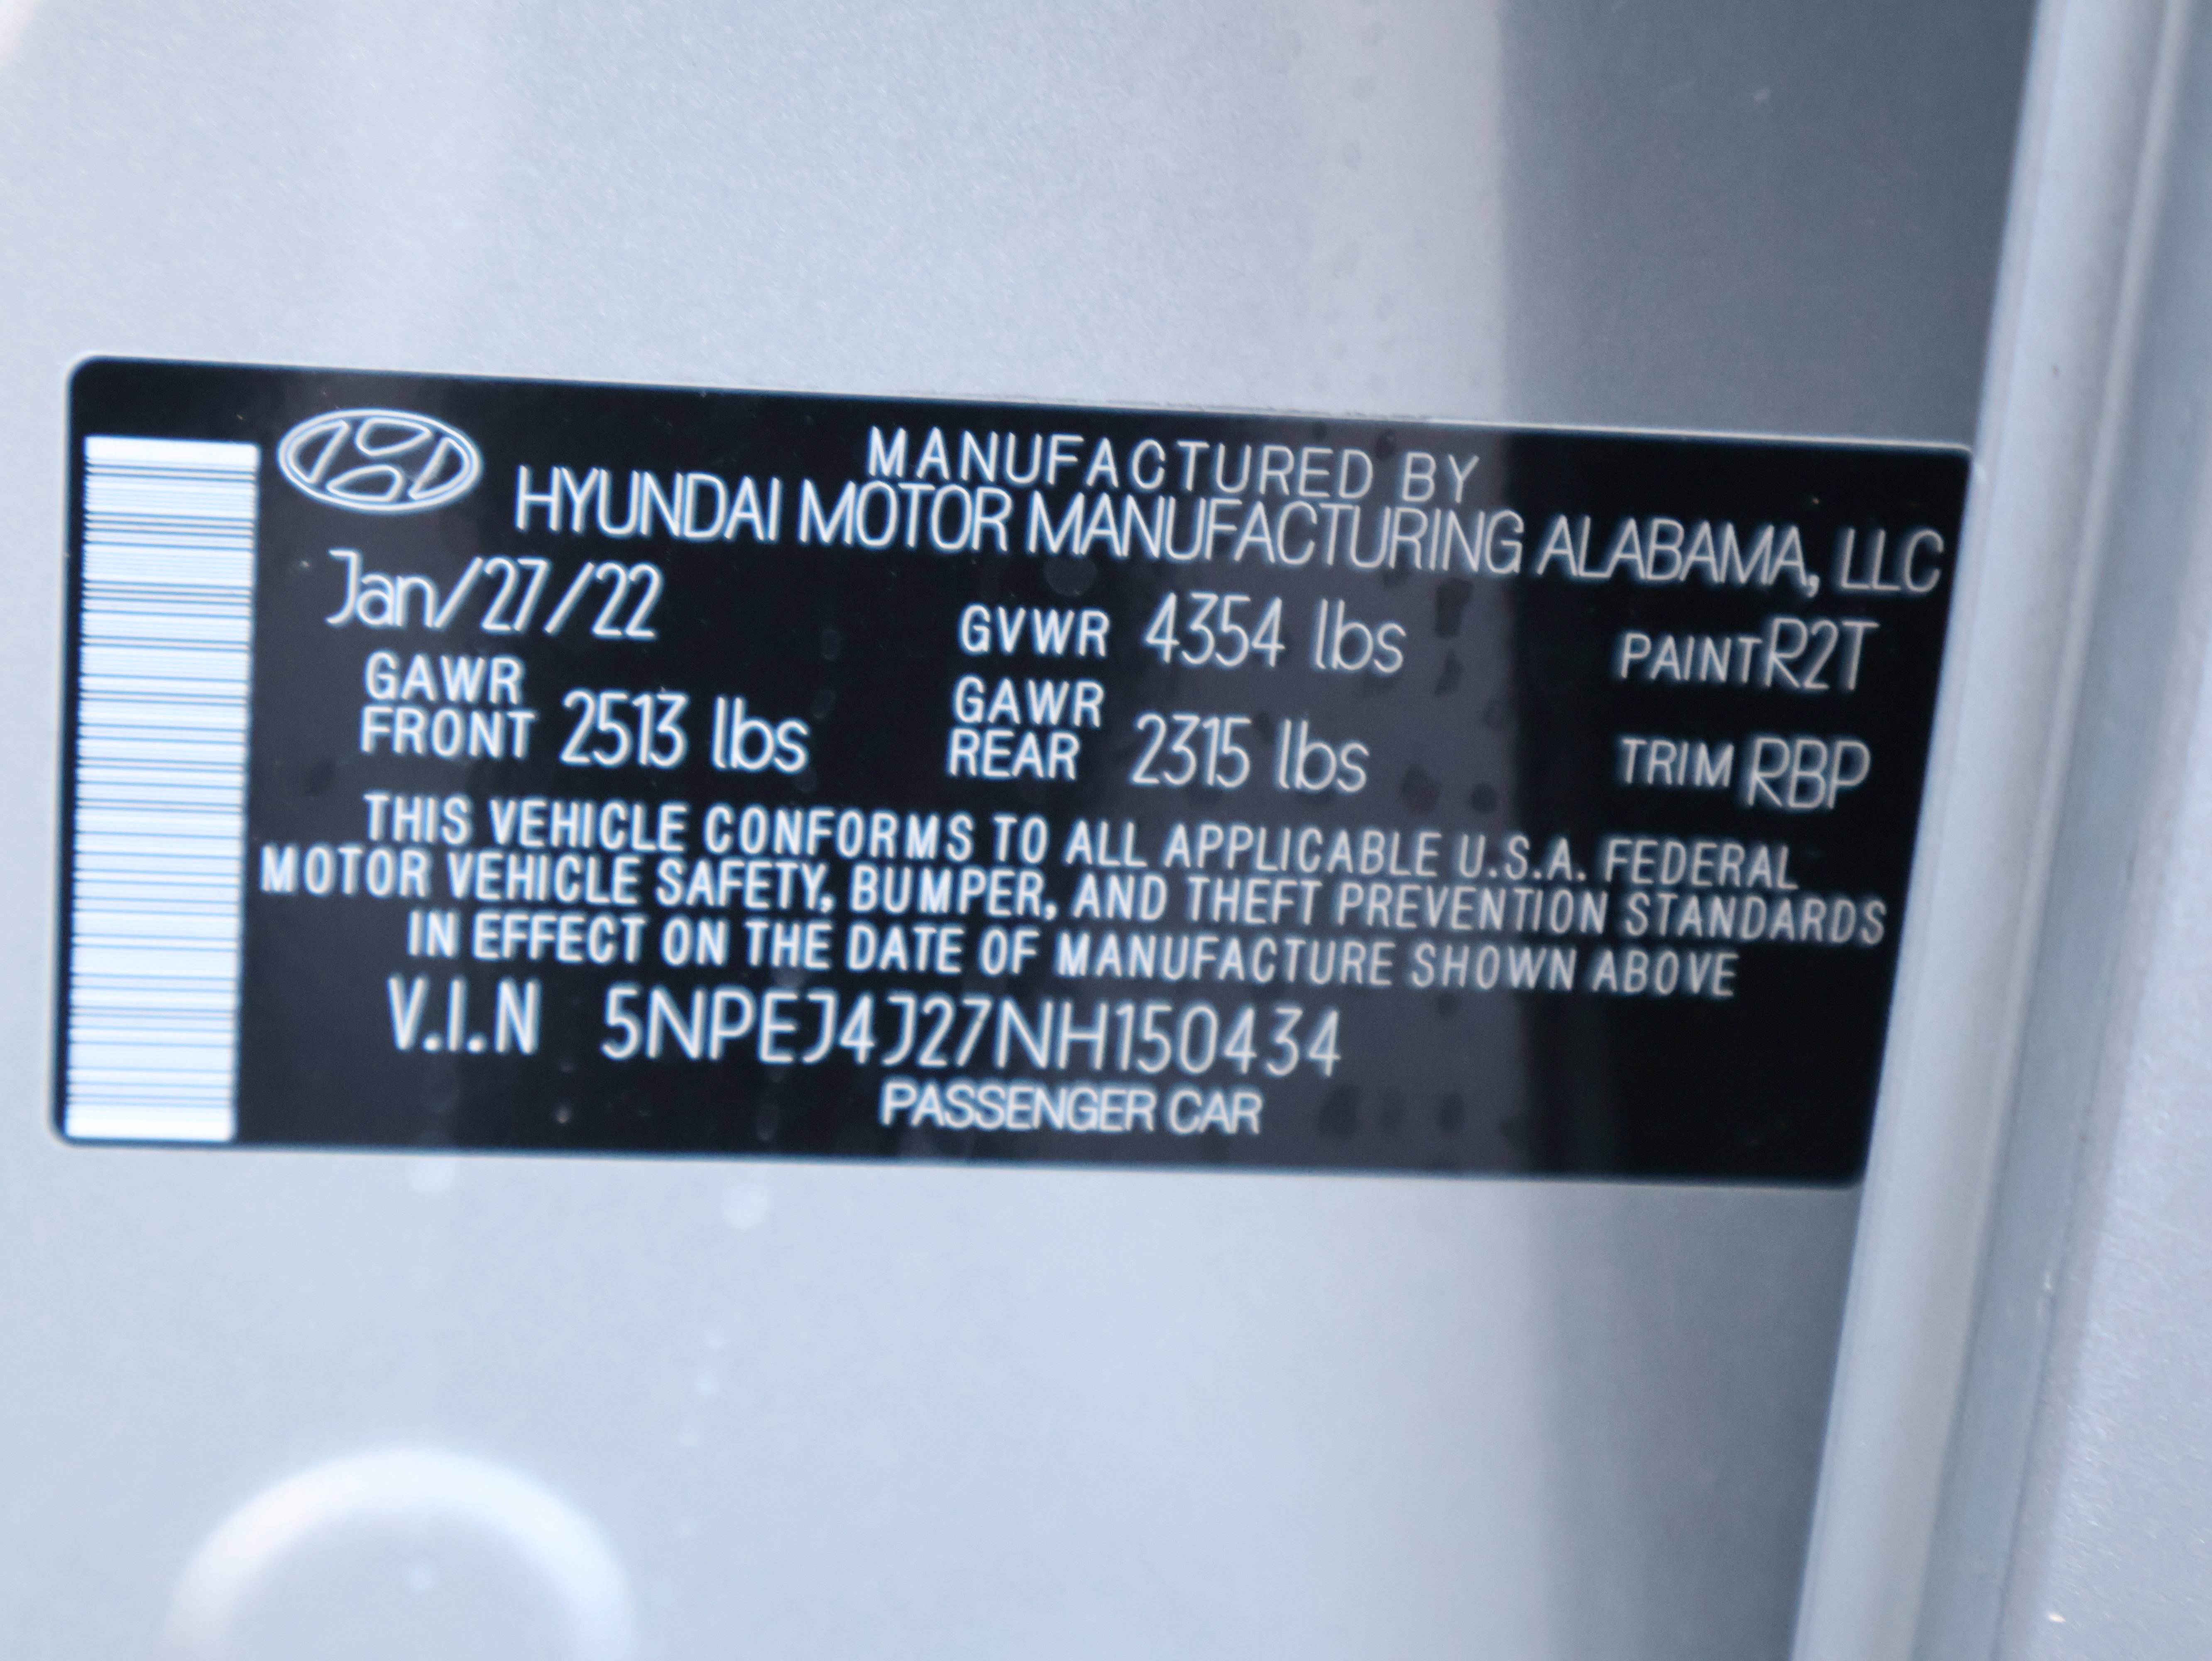 MANUFACTURED BY
HYUNDAI MOTOR MANUFACTURING ALABAMA, LLC
Jan/27/22 GVWR 4354 lbs PAINT R2T
GAWR FRONT 2513 lbs GAWR REAR 2315 lbs TRIM RBP
THIS VEHICLE CONFORMS TO ALL APPLICABLE U.S.A. FEDERAL
MOTOR VEHICLE SAFETY, BUMPER, AND THEFT PREVENTION STANDARDS
IN EFFECT ON THE DATE OF MANUFACTURE SHOWN ABOVE
V.I.N 5NPEJ4J27NH150434
PASSENGER CAR